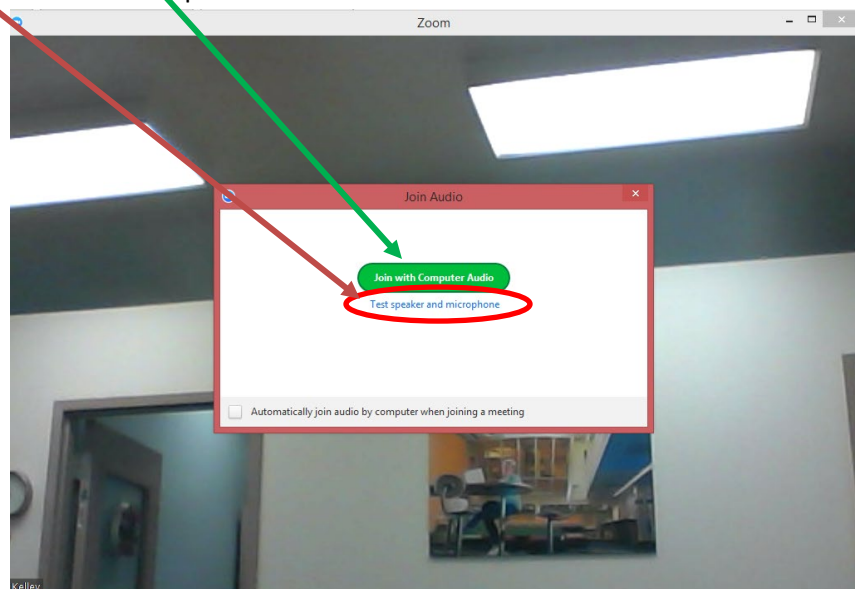 Zoom
Join Audio
Join with Computer Audio
Test speaker and microphone
Automatically join audio by computer when joining a meeting
Kelley